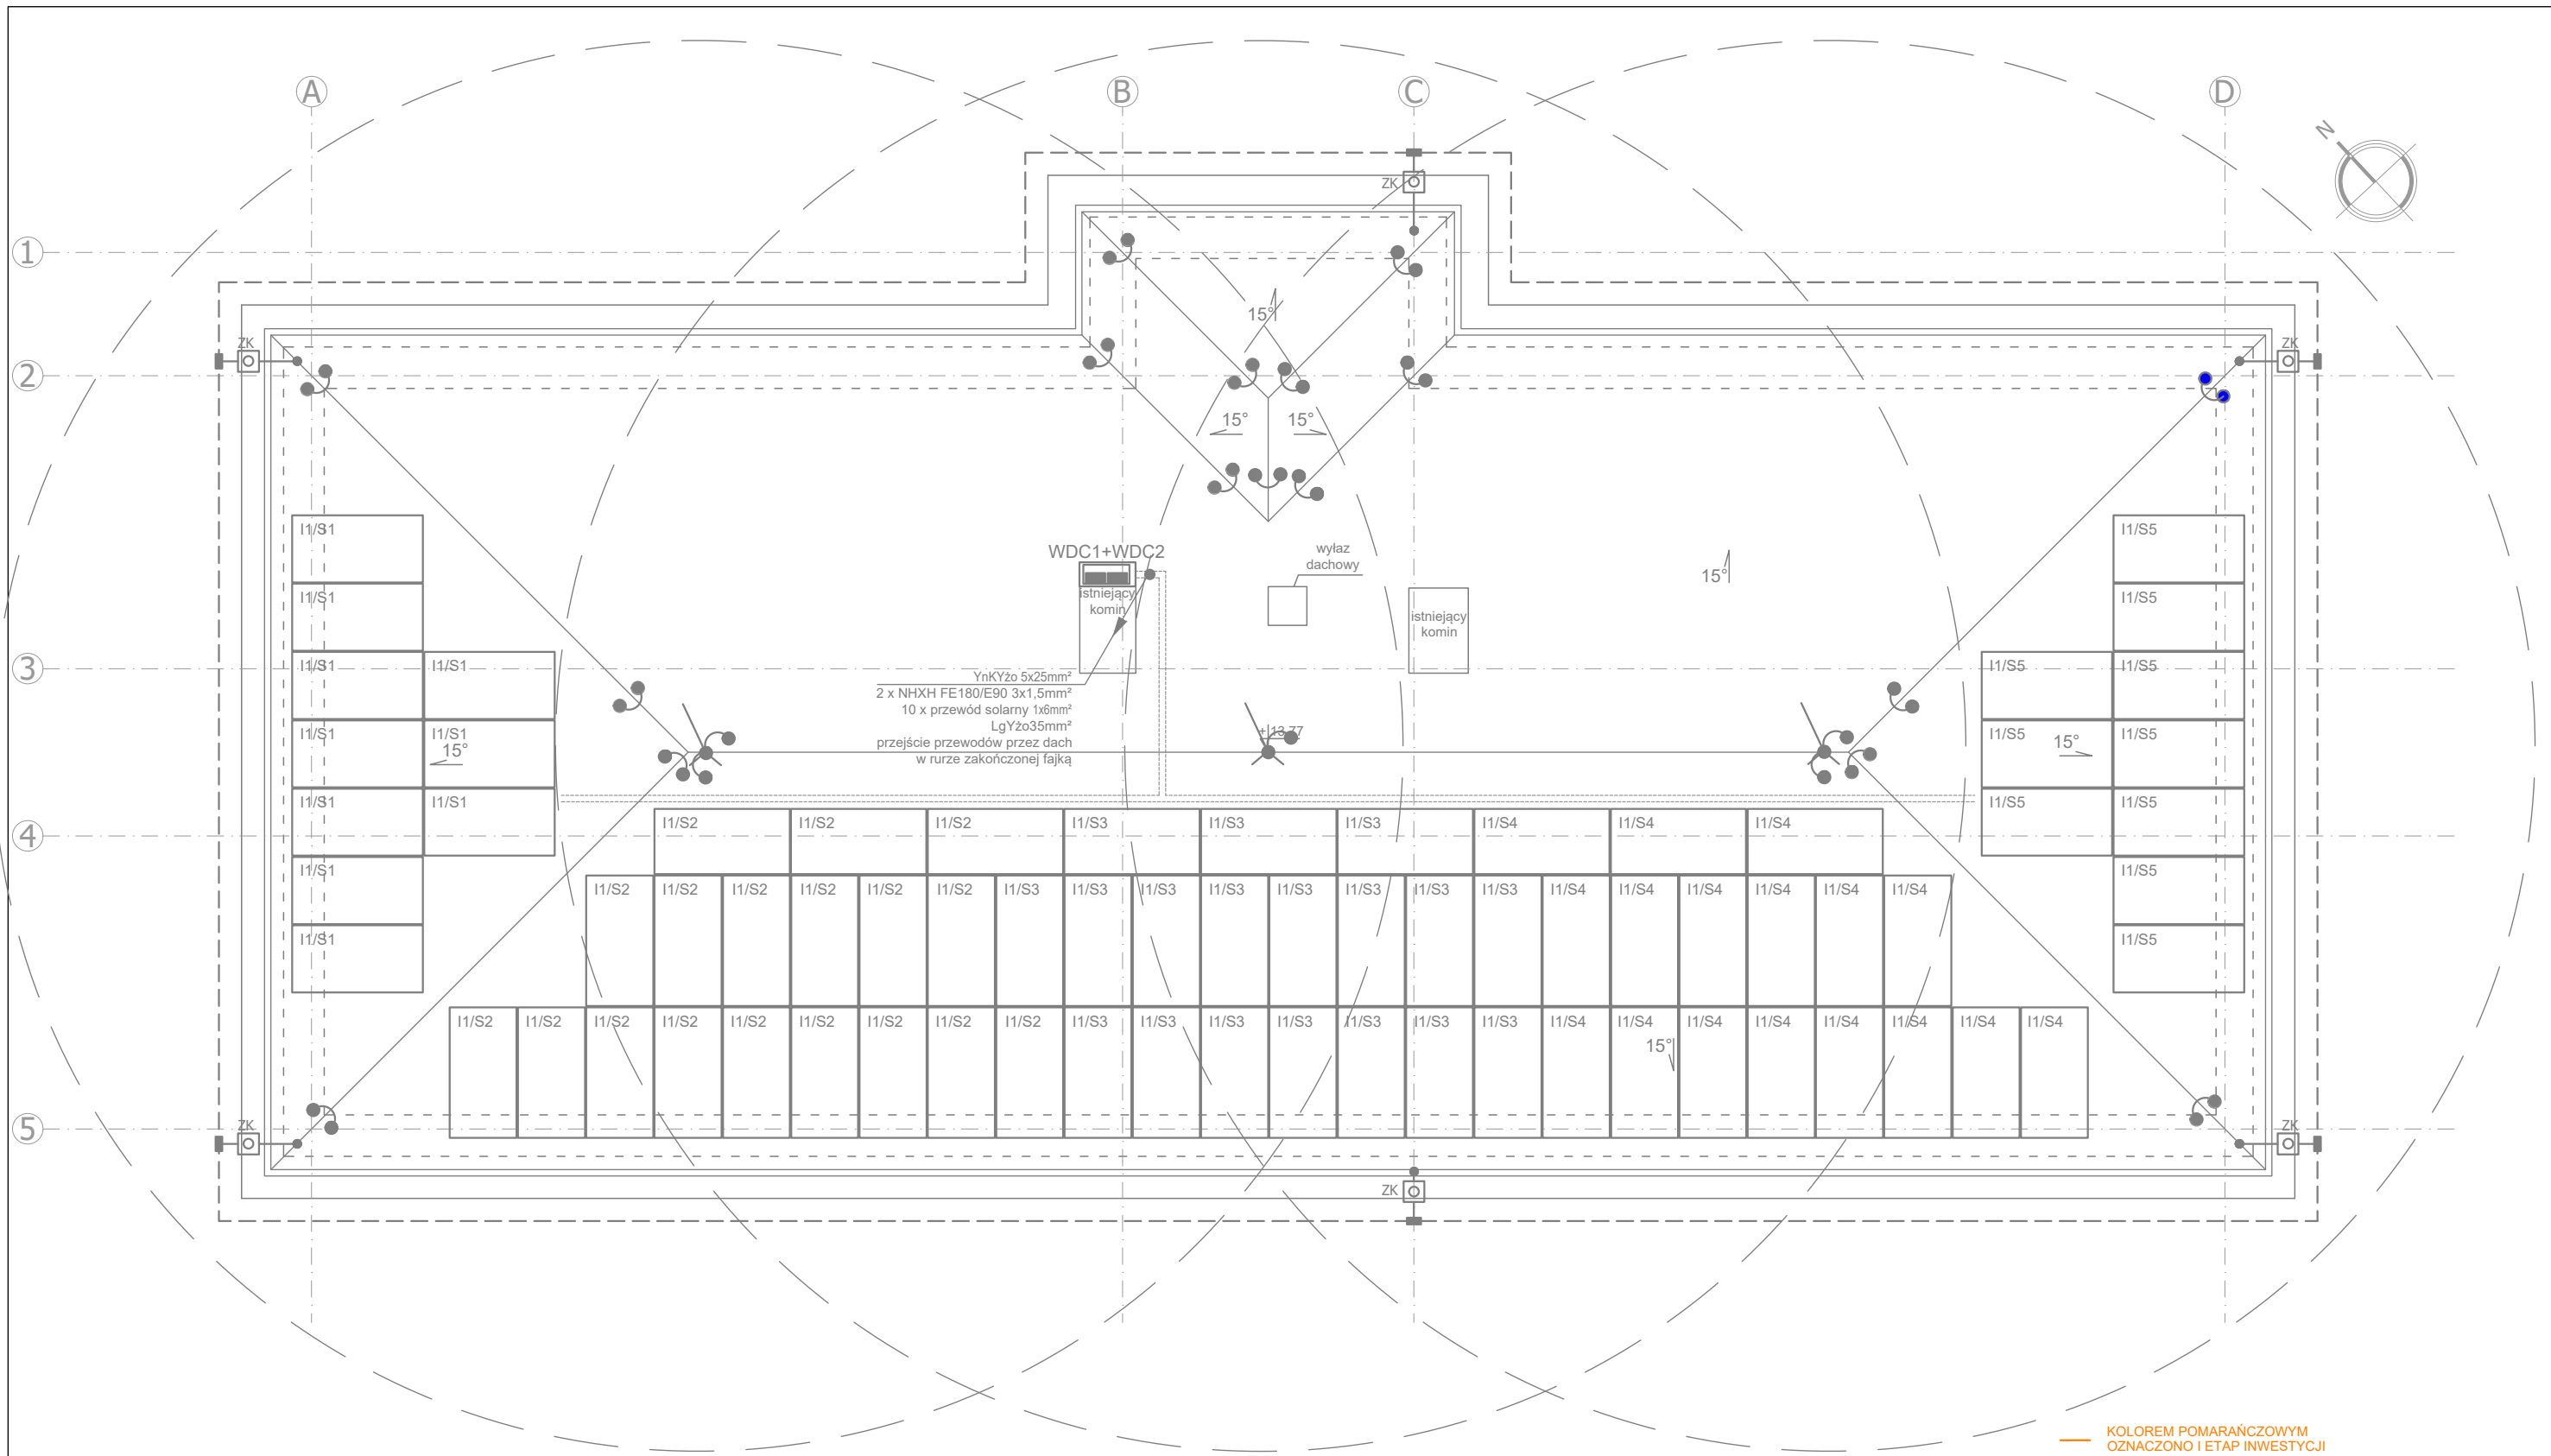 A B C D
N
ZK
1
15°
ZK ZK
2
15° 15°
I1/S1 I1/S5
WDC1+WDC2
wyłaz
dachowy
15°
istniejący
komin
I1/S1 I1/S5
istniejący
komin
3
I1/S1 I1/S1 I1/S5 I1/S5
YnKYżo 5x25mm²
2 x NHXH FE180/E90 3x1,5mm²
10 x przewód solarny 1x6mm²
LgYżo35mm²
przejście przewodów przez dach
w rurze zakończonej fajką
+13,77
I1/S1 I1/S1 I1/S5 I1/S5
15° 15°
I1/S1 I1/S1 I1/S5 I1/S5
4
I1/S2 I1/S2 I1/S2 I1/S3 I1/S3 I1/S3 I1/S4 I1/S4 I1/S4
I1/S1 I1/S5
I1/S2 I1/S2 I1/S2 I1/S2 I1/S2 I1/S2 I1/S3 I1/S3 I1/S3 I1/S3 I1/S3 I1/S3 I1/S3 I1/S3 I1/S4 I1/S4 I1/S4 I1/S4 I1/S4 I1/S4
I1/S1 I1/S5
I1/S2 I1/S2 I1/S2 I1/S2 I1/S2 I1/S2 I1/S2 I1/S2 I1/S2 I1/S3 I1/S3 I1/S3 I1/S3 I1/S3 I1/S3 I1/S3 I1/S4 I1/S4 I1/S4 I1/S4 I1/S4 I1/S4 I1/S4 I1/S4
15°
5
ZK ZK
ZK
KOLOREM POMARAŃCZOWYM
OZNACZONO I ETAP INWESTYCJI